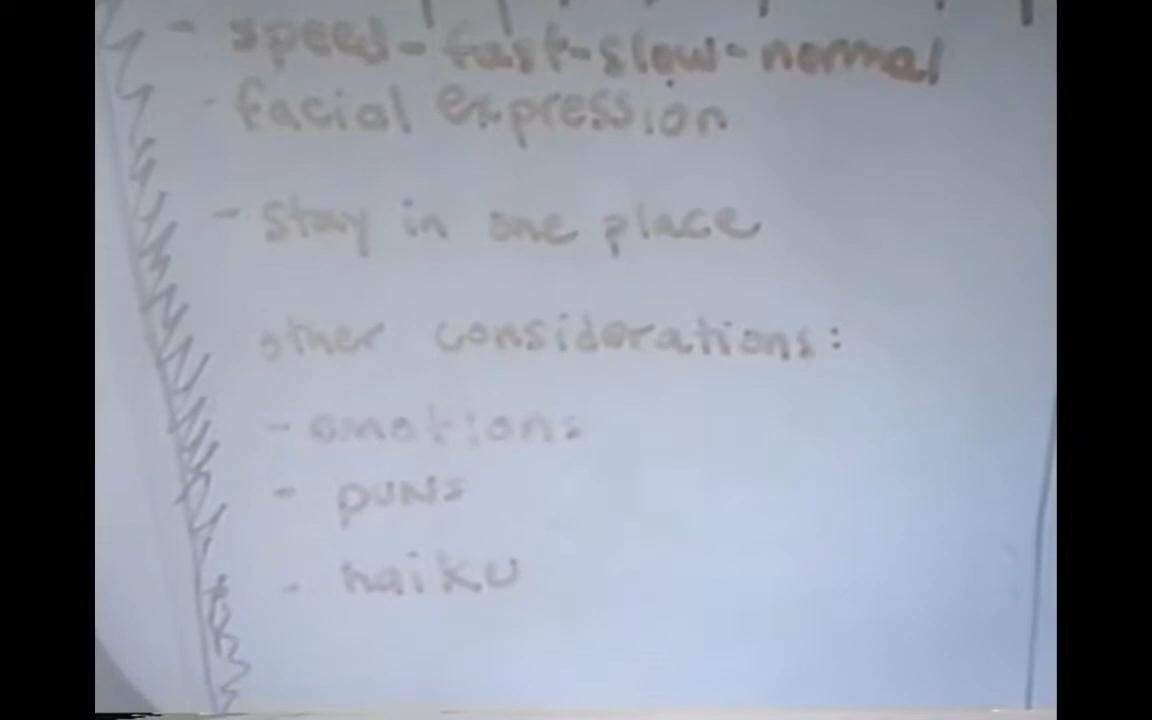 - speed-fast-slow-normal
- facial expression
- stay in one place
other considerations:
- emotions
- puns
- haiku